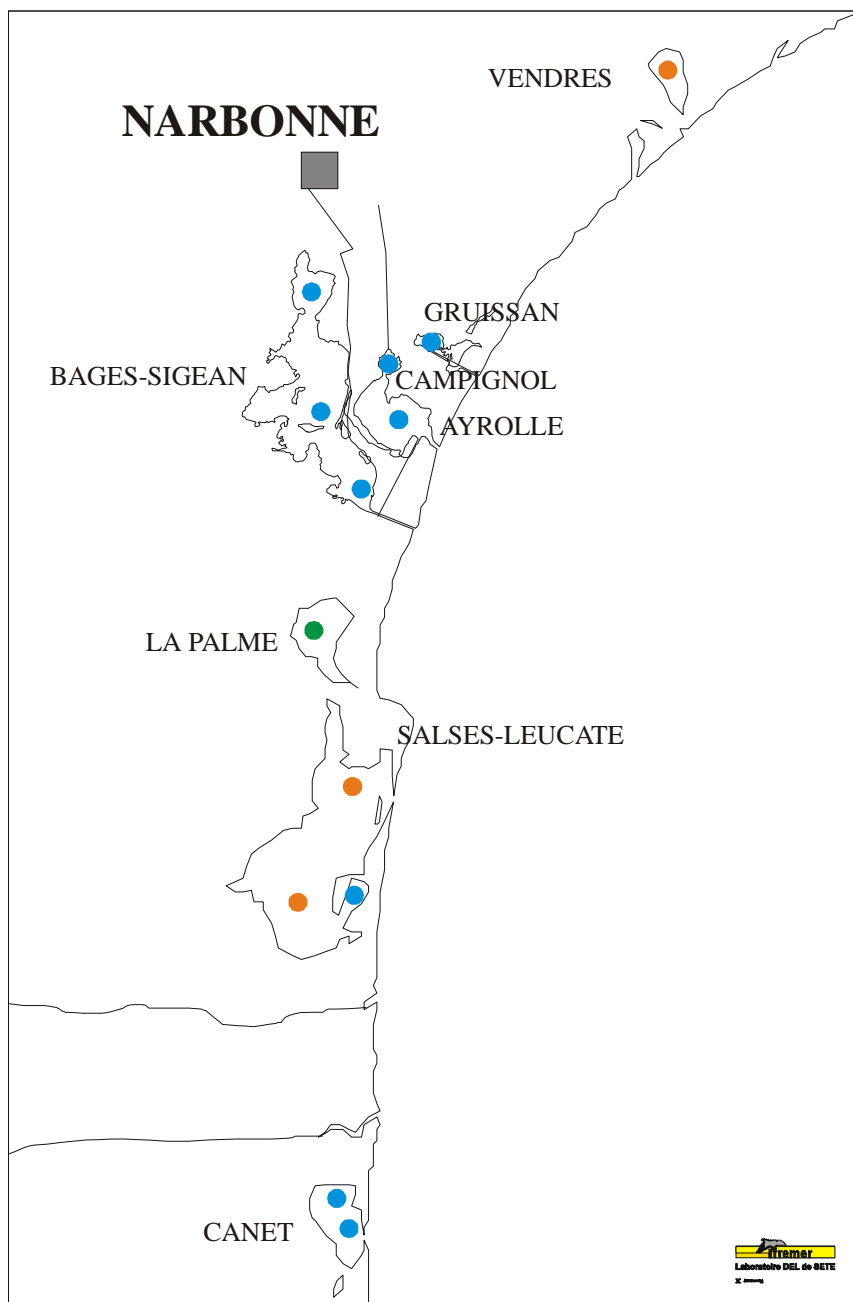 VENDRES
NARBONNE
GRUISSAN
BAGES-SIGEAN
CAMPIGNOL
AYROLLE
LA PALME
SALSES-LEUCATE
CANET
Ifremer
Laboratoire DEL de SETE